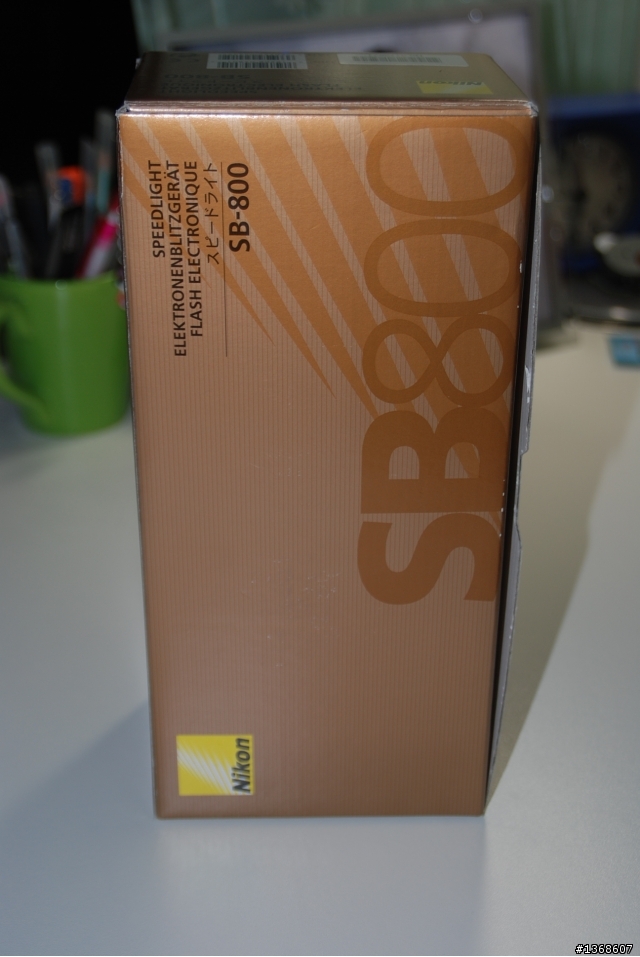 SPEEDLIGHT
ELEKTRONENBLITZGERÄT
FLASH ELECTRONIQUE
スピードライト
SB-800
SB800
Nikon
#1368607